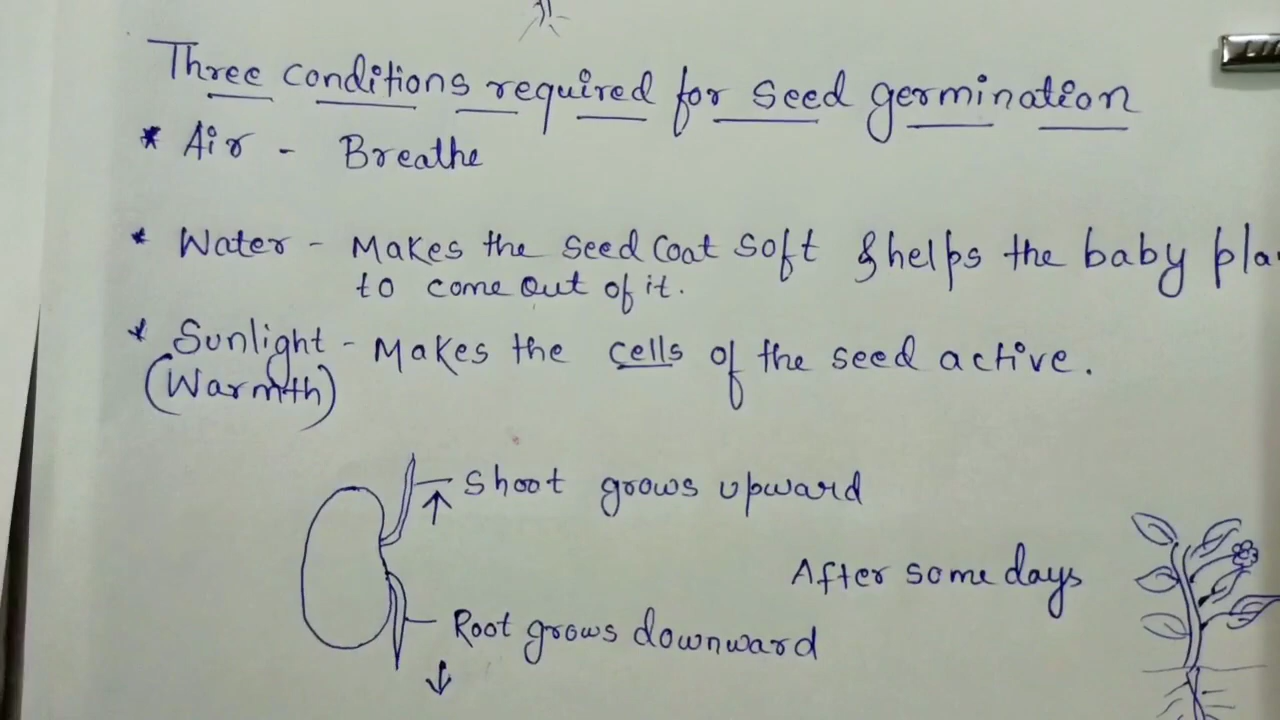 Three conditions required for seed germination
* Air - Breathe
* Water - Makes the seed coat soft & helps the baby
to come out of it.
* Sunlight - Makes the cells of the seed active.
(Warmth)
↑ Shoot grows upward
After some days
Root grows downward
↓